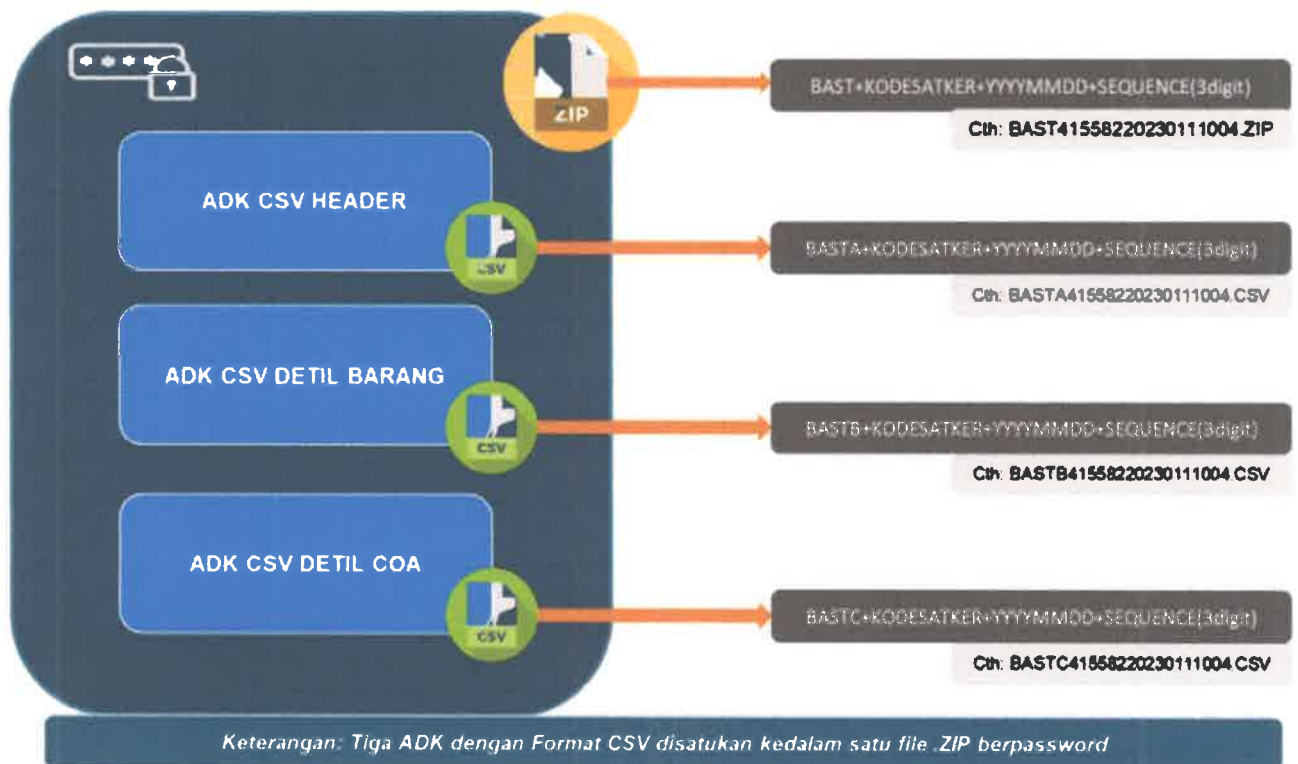 * * * *
ZIP
BAST+KODESATKER+YYYYMMDD+SEQUENCE(3digit)
Cth: BAST41558220230111004.ZIP
ADK CSV HEADER
CSV
BASTA+KODESATKER+YYYYMMDD+SEQUENCE(3digit)
Cth: BASTA41558220230111004.CSV
ADK CSV DETIL BARANG
CSV
BASTB+KODESATKER+YYYYMMDD+SEQUENCE(3digit)
Cth: BASTB41558220230111004.CSV
ADK CSV DETIL COA
CSV
BASTC+KODESATKER+YYYYMMDD+SEQUENCE(3digit)
Cth: BASTC41558220230111004.CSV
Keterangan: Tiga ADK dengan Format CSV disatukan kedalam satu file .ZIP berpassword